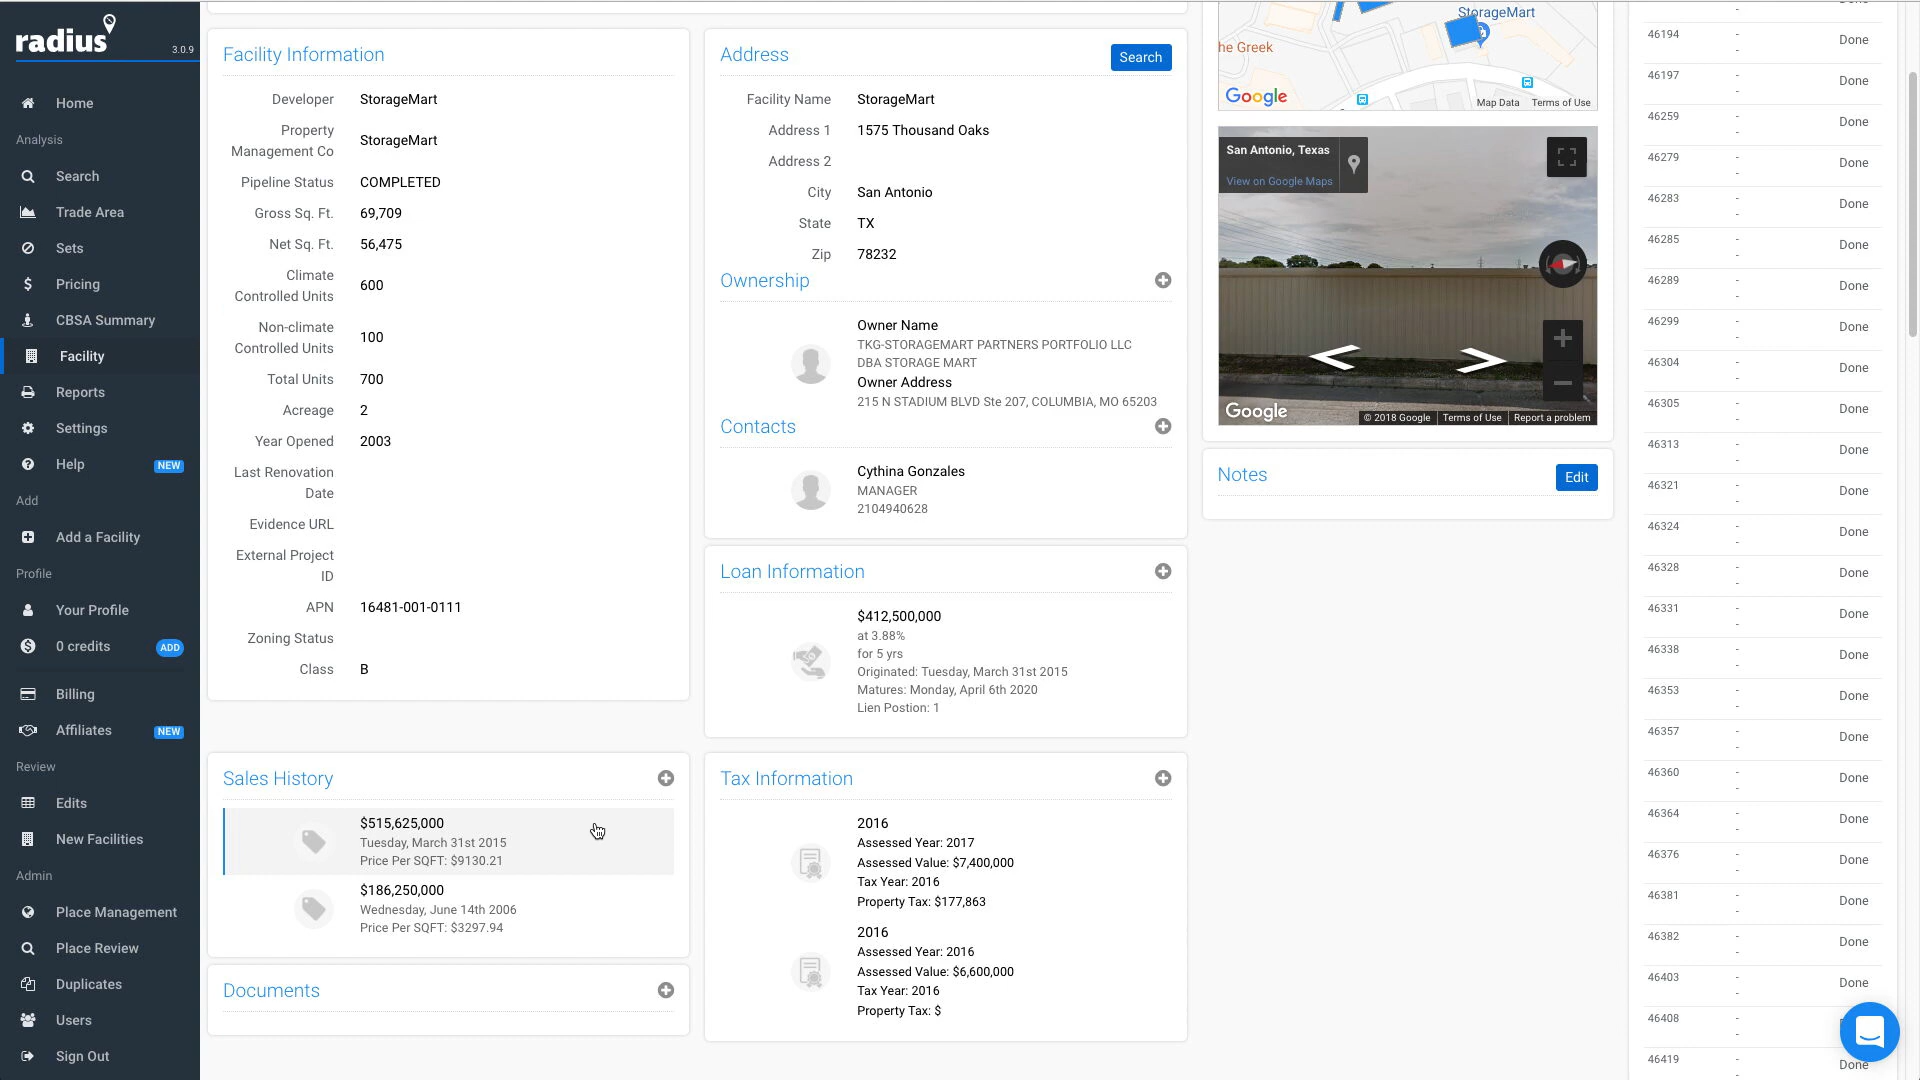 radius
3.0.9
Home
Analysis
Search
Trade Area
Sets
Pricing
CBSA Summary
Facility
Reports
Settings
Help NEW
Add
Add a Facility
Profile
Your Profile
0 credits ADD
Billing
Affiliates NEW
Review
Edits
New Facilities
Admin
Place Management
Place Review
Duplicates
Users
Sign Out
Facility Information
Developer StorageMart
Property
Management Co StorageMart
Pipeline Status COMPLETED
Gross Sq. Ft. 69,709
Net Sq. Ft. 56,475
Climate
Controlled Units 600
Non-climate
Controlled Units 100
Total Units 700
Acreage 2
Year Opened 2003
Last Renovation
Date
Evidence URL
External Project
ID
APN 16481-001-0111
Zoning Status
Class B
Sales History
$515,625,000
Tuesday, March 31st 2015
Price Per SQFT: $9130.21
$186,250,000
Wednesday, June 14th 2006
Price Per SQFT: $3297.94
Documents
Address Search
Facility Name StorageMart
Address 1 1575 Thousand Oaks
Address 2
City San Antonio
State TX
Zip 78232
Ownership
Owner Name
TKG-STORAGEMART PARTNERS PORTFOLIO LLC
DBA STORAGE MART
Owner Address
215 N STADIUM BLVD Ste 207, COLUMBIA, MO 65203
Contacts
Cythina Gonzales
MANAGER
2104940628
Loan Information
$412,500,000
at 3.88%
for 5 yrs
Originated: Tuesday, March 31st 2015
Matures: Monday, April 6th 2020
Lien Postion: 1
Tax Information
2016
Assessed Year: 2017
Assessed Value: $7,400,000
Tax Year: 2016
Property Tax: $177,863
2016
Assessed Year: 2016
Assessed Value: $6,600,000
Tax Year: 2016
Property Tax: $
StorageMart
he Greek
Google
Map Data Terms of Use
San Antonio, Texas
View on Google Maps
Google
© 2018 Google Terms of Use Report a problem
Notes Edit
46194 - - Done
46197 - - Done
46259 - - Done
46279 - - Done
46283 - - Done
46285 - - Done
46289 - - Done
46299 - - Done
46304 - - Done
46305 - - Done
46313 - - Done
46321 - - Done
46324 - - Done
46328 - - Done
46331 - - Done
46338 - - Done
46353 - - Done
46357 - - Done
46360 - - Done
46364 - - Done
46376 - - Done
46381 - - Done
46382 - - Done
46403 - - Done
46408 - -
46419 - Done